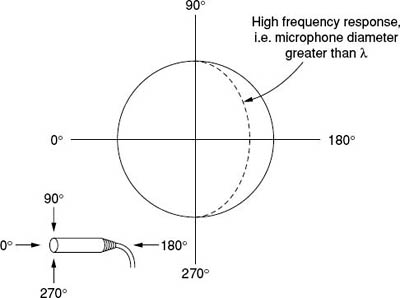 90°
High frequency response,
i.e. microphone diameter
greater than λ
0°
180°
90°
0°
180°
270°
270°